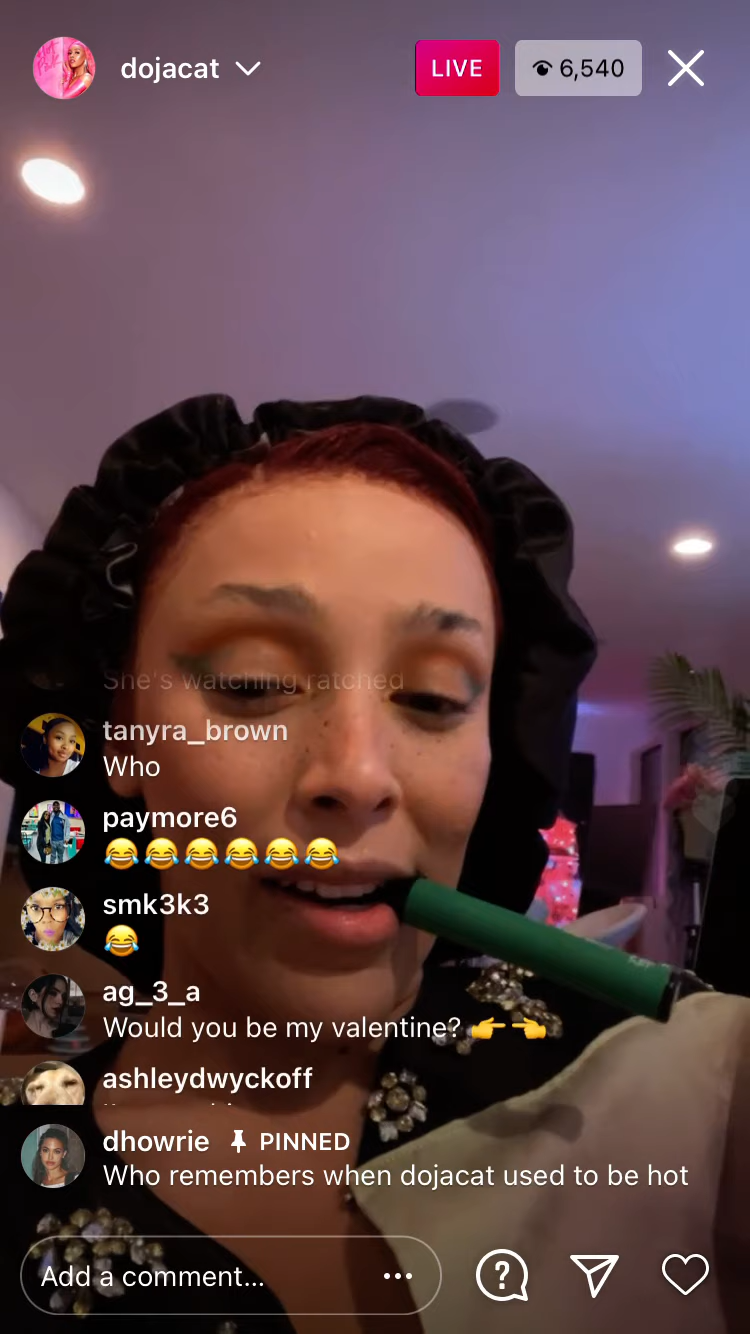 dojacat
LIVE
6,540
She's watching ratched
tanyra_brown
Who
paymore6
😂😂😂😂😂😂
smk3k3
😂
ag_3_a
Would you be my valentine? 👉👈
ashleydwyckoff
dhowrie PINNED
Who remembers when dojacat used to be hot
Add a comment...